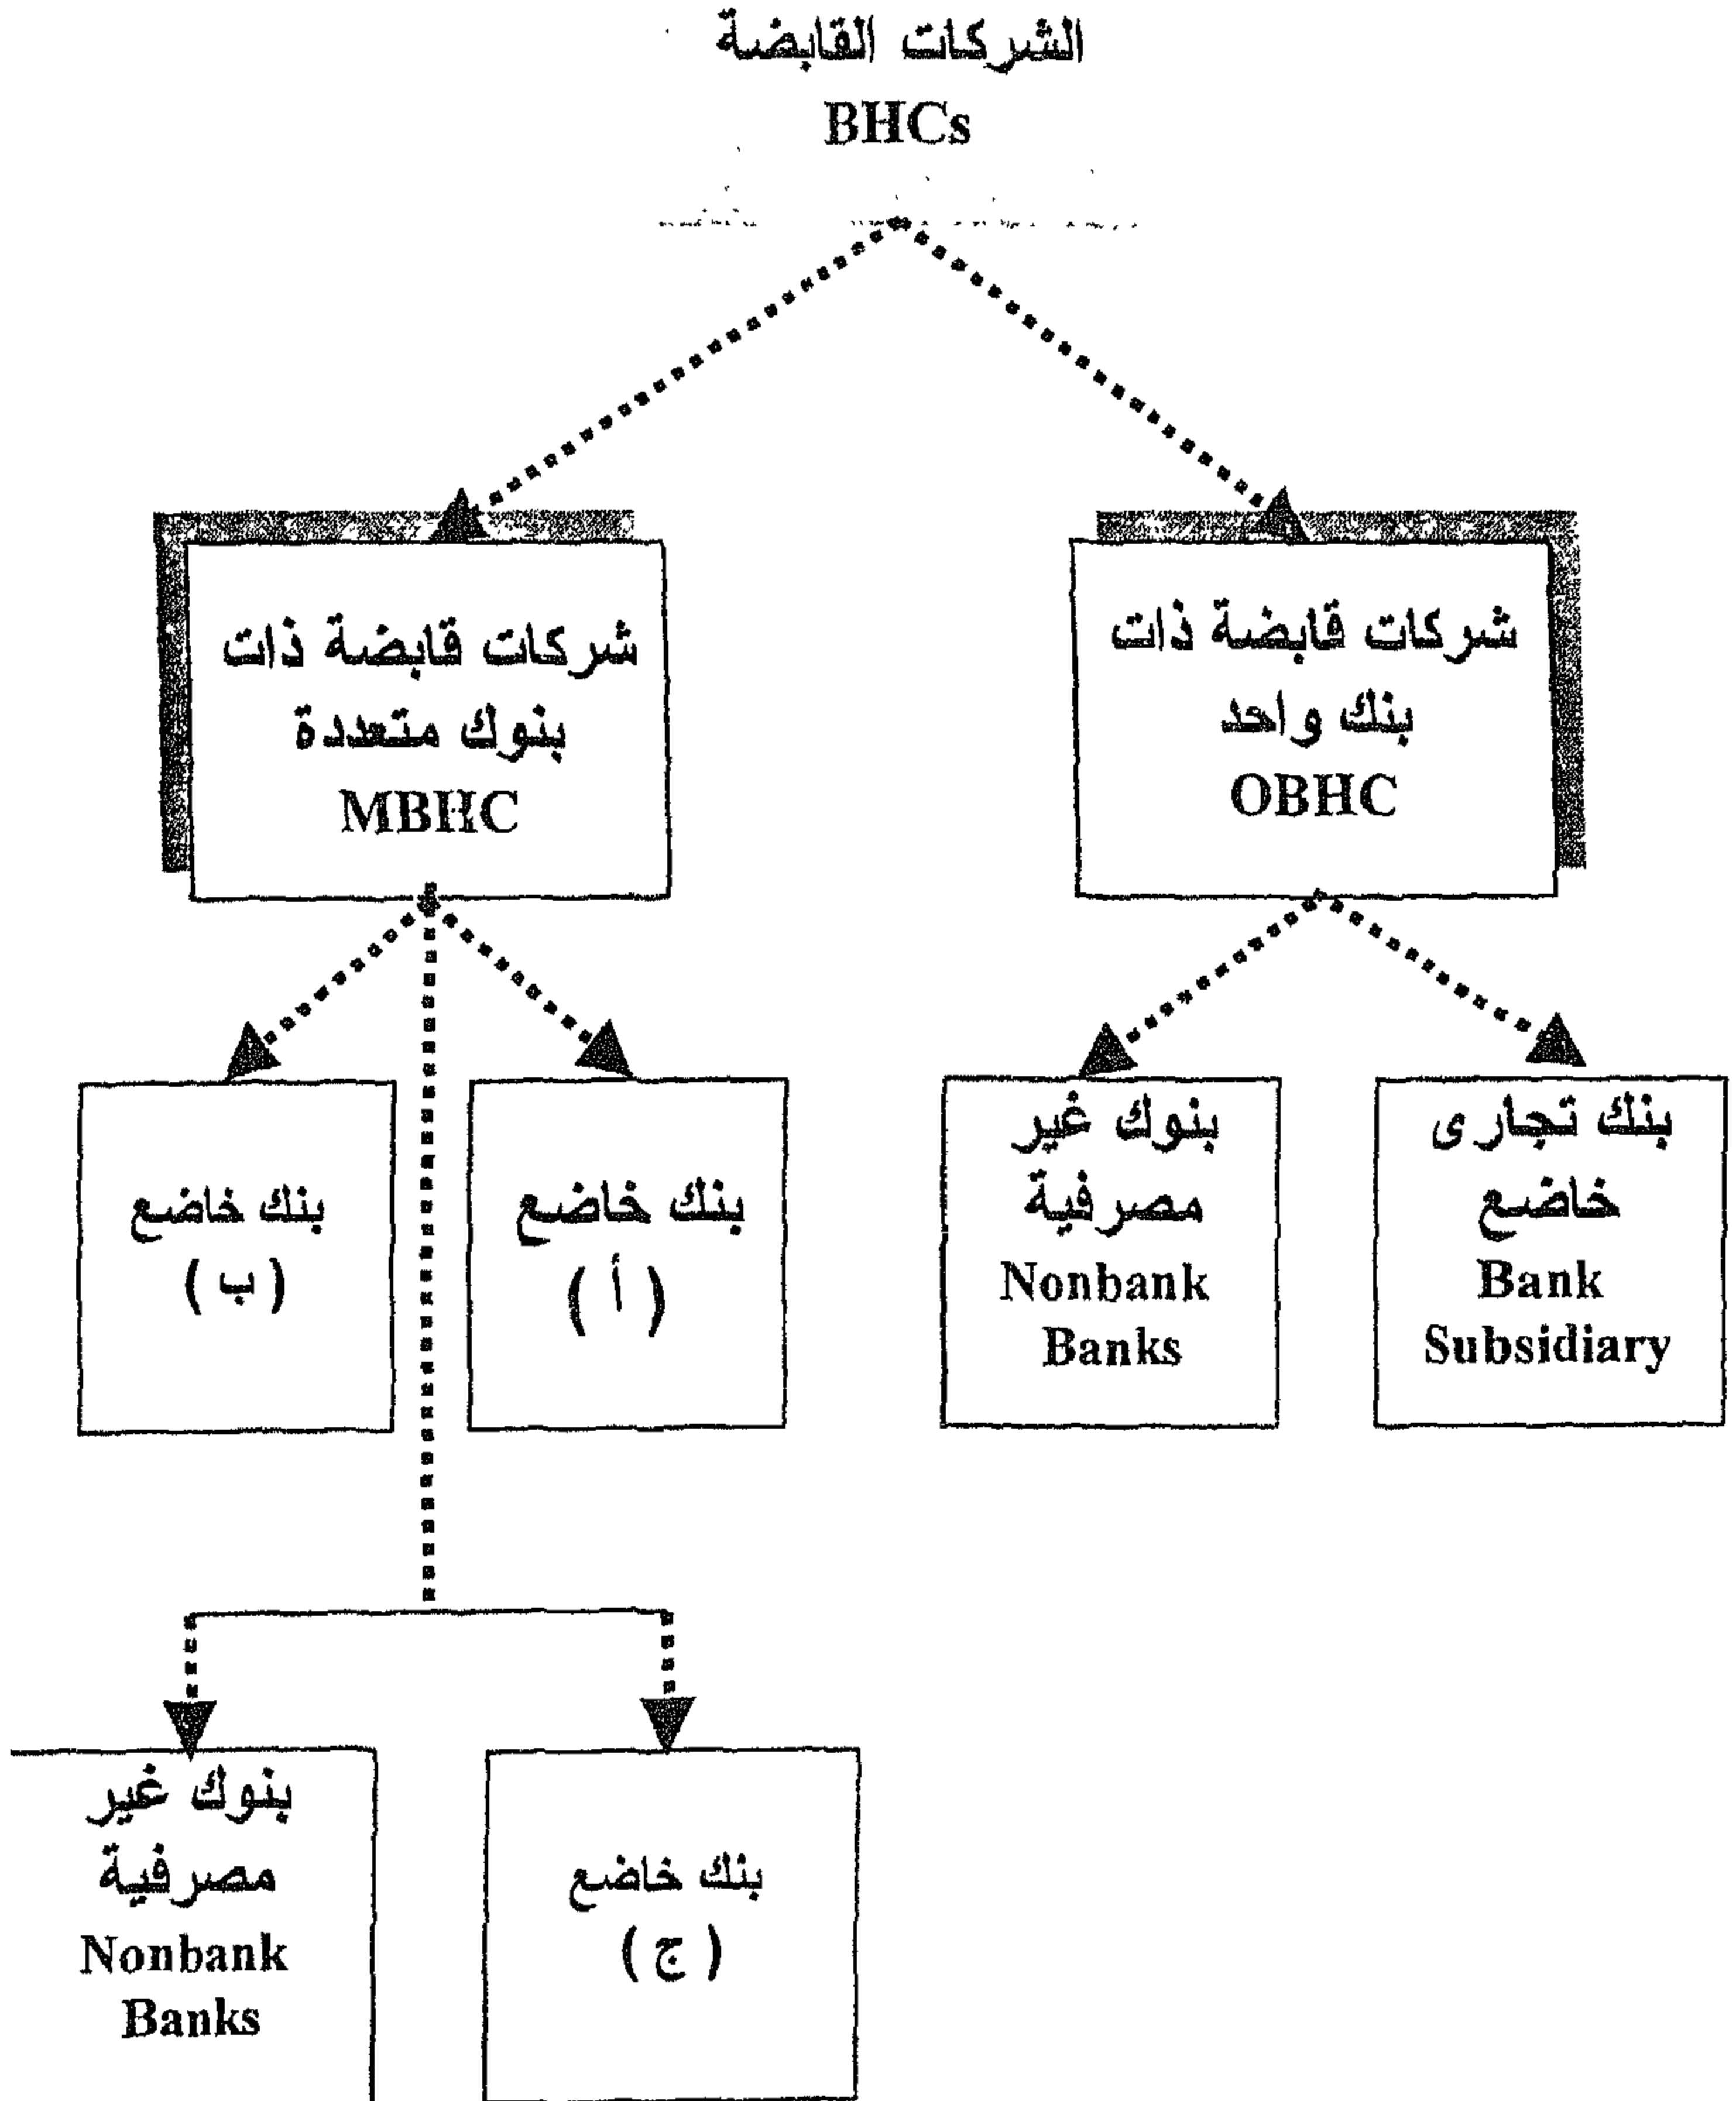 الشركات القابضة
BHCs
شركات قابضة ذات
بنك واحد
OBHC
شركات قابضة ذات
بنوك متعددة
MBHC
بنك تجارى
خاضع
Bank
Subsidiary
بنوك غير
مصرفية
Nonbank
Banks
بنك خاضع
( أ )
بنك خاضع
( ب )
بنك خاضع
( ج )
بنوك غير
مصرفية
Nonbank
Banks